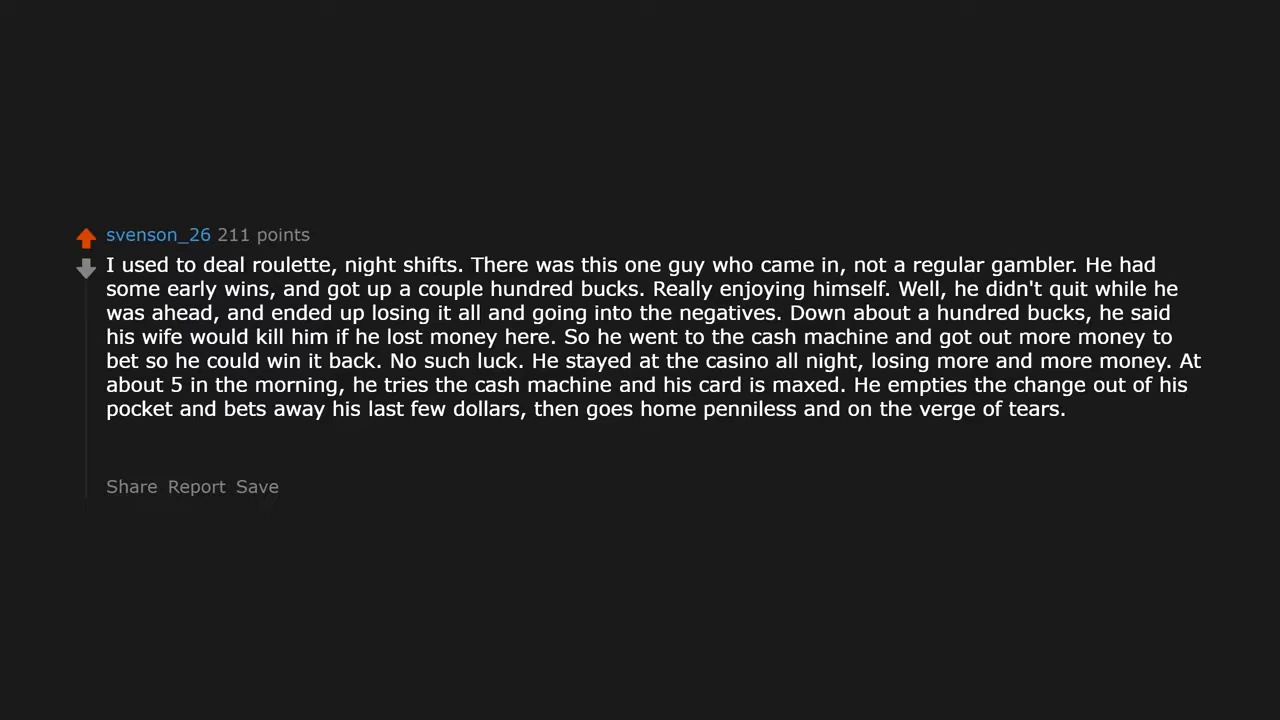 svenson_26 211 points
I used to deal roulette, night shifts. There was this one guy who came in, not a regular gambler. He had
some early wins, and got up a couple hundred bucks. Really enjoying himself. Well, he didn't quit while he
was ahead, and ended up losing it all and going into the negatives. Down about a hundred bucks, he said
his wife would kill him if he lost money here. So he went to the cash machine and got out more money to
bet so he could win it back. No such luck. He stayed at the casino all night, losing more and more money. At
about 5 in the morning, he tries the cash machine and his card is maxed. He empties the change out of his
pocket and bets away his last few dollars, then goes home penniless and on the verge of tears.
Share Report Save